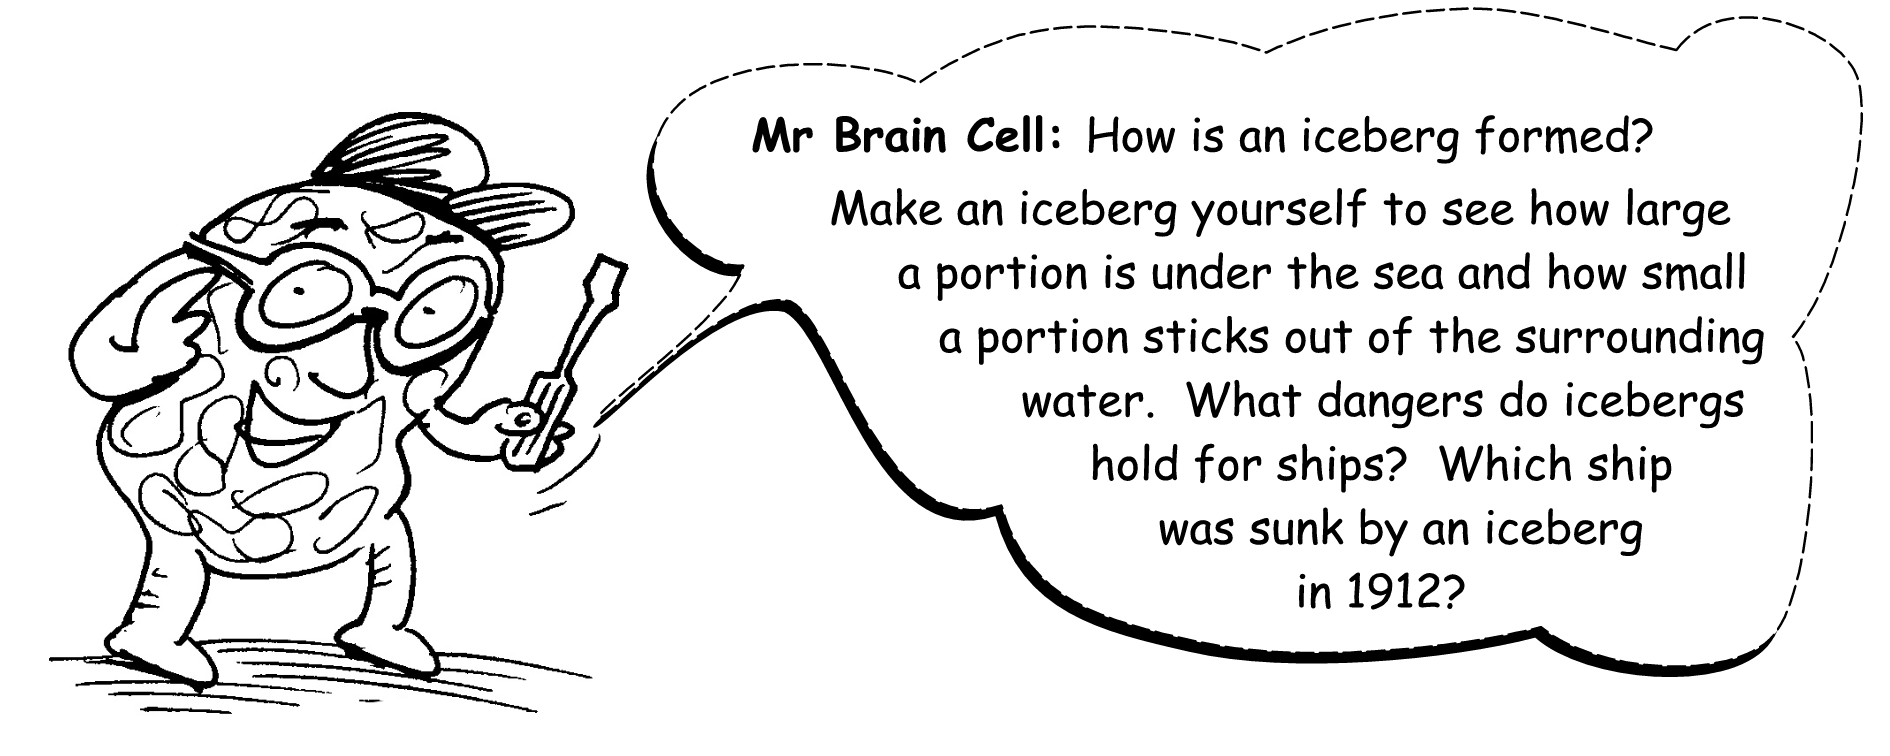 Mr Brain Cell: How is an iceberg formed?
Make an iceberg yourself to see how large
a portion is under the sea and how small
a portion sticks out of the surrounding
water. What dangers do icebergs
hold for ships? Which ship
was sunk by an iceberg
in 1912?